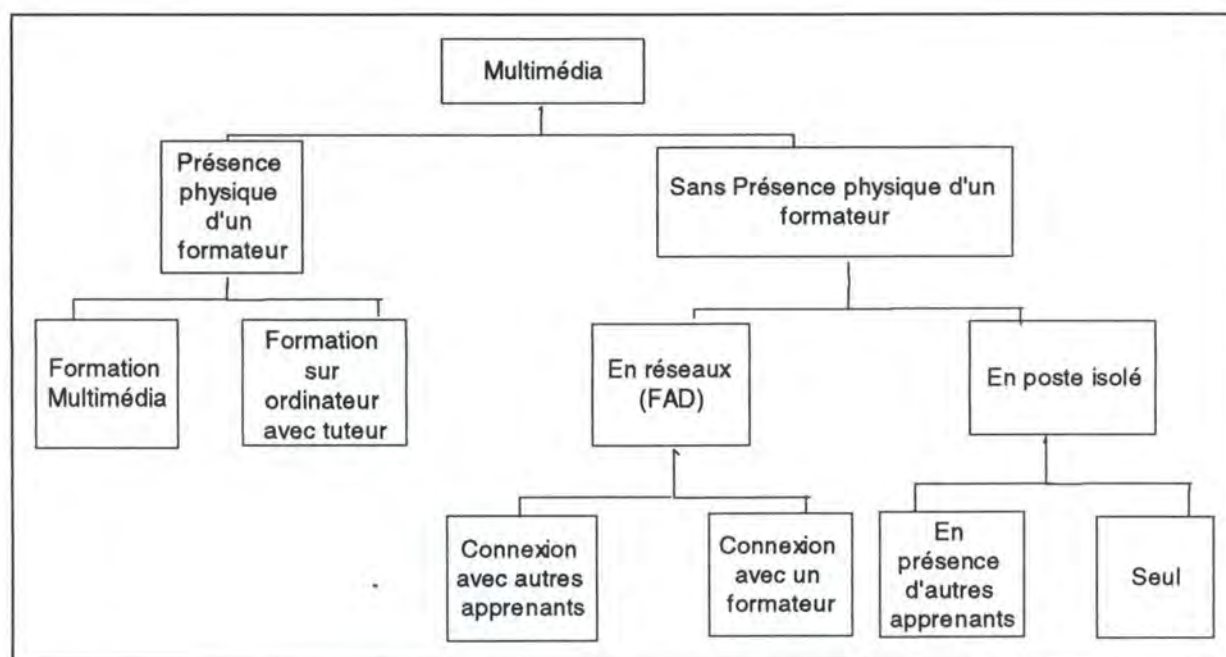 Multimédia
Présence
physique
d'un
formateur
Sans Présence physique d'un
formateur
Formation
Multimédia
Formation
sur
ordinateur
avec tuteur
En réseaux
(FAD)
En poste isolé
Connexion
avec autres
apprenants
Connexion
avec un
formateur
En
présence
d'autres
apprenants
Seul